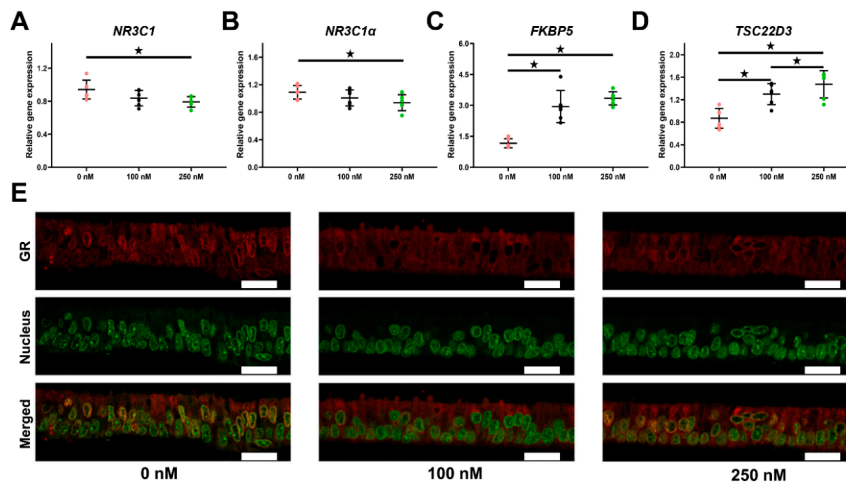 A
NR3C1
Relative gene expression
1.6
1.2
0.8
0.4
0.0
★
0 nM
100 nM
250 nM
B
NR3C1α
Relative gene expression
1.6
1.2
0.8
0.4
0.0
★
0 nM
100 nM
250 nM
C
FKBP5
Relative gene expression
6.0
4.5
3.0
1.5
0.0
★
★
0 nM
100 nM
250 nM
D
TSC22D3
Relative gene expression
2.0
1.6
1.2
0.8
0.4
0.0
★
★
★
0 nM
100 nM
250 nM
E
GR
Nucleus
Merged
0 nM
100 nM
250 nM